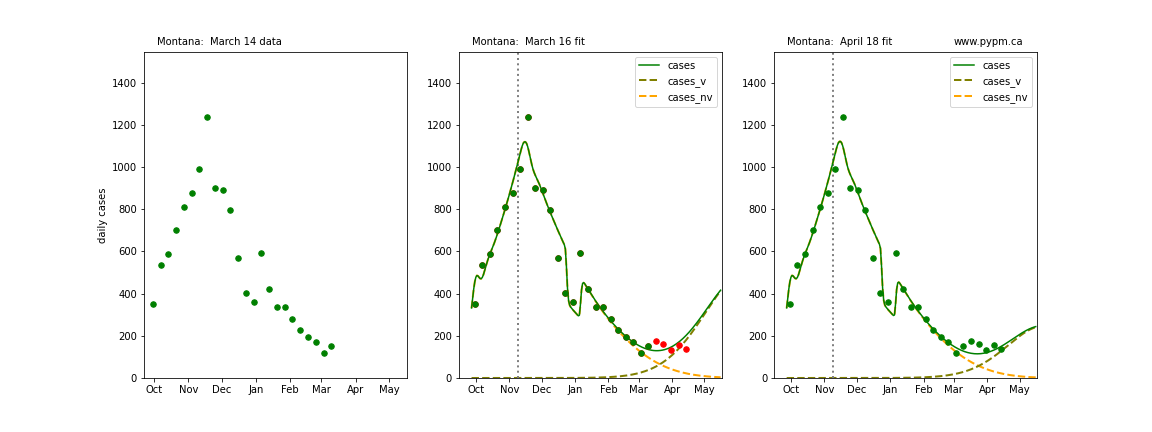 Montana:  March 14 data
daily cases
1400
1200
1000
800
600
400
200
0
Oct Nov Dec Jan Feb Mar Apr May
Montana:  March 16 fit
cases
cases_v
cases_nv
1400
1200
1000
800
600
400
200
0
Oct Nov Dec Jan Feb Mar Apr May
Montana:  April 18 fit www.pypm.ca
cases
cases_v
cases_nv
1400
1200
1000
800
600
400
200
0
Oct Nov Dec Jan Feb Mar Apr May